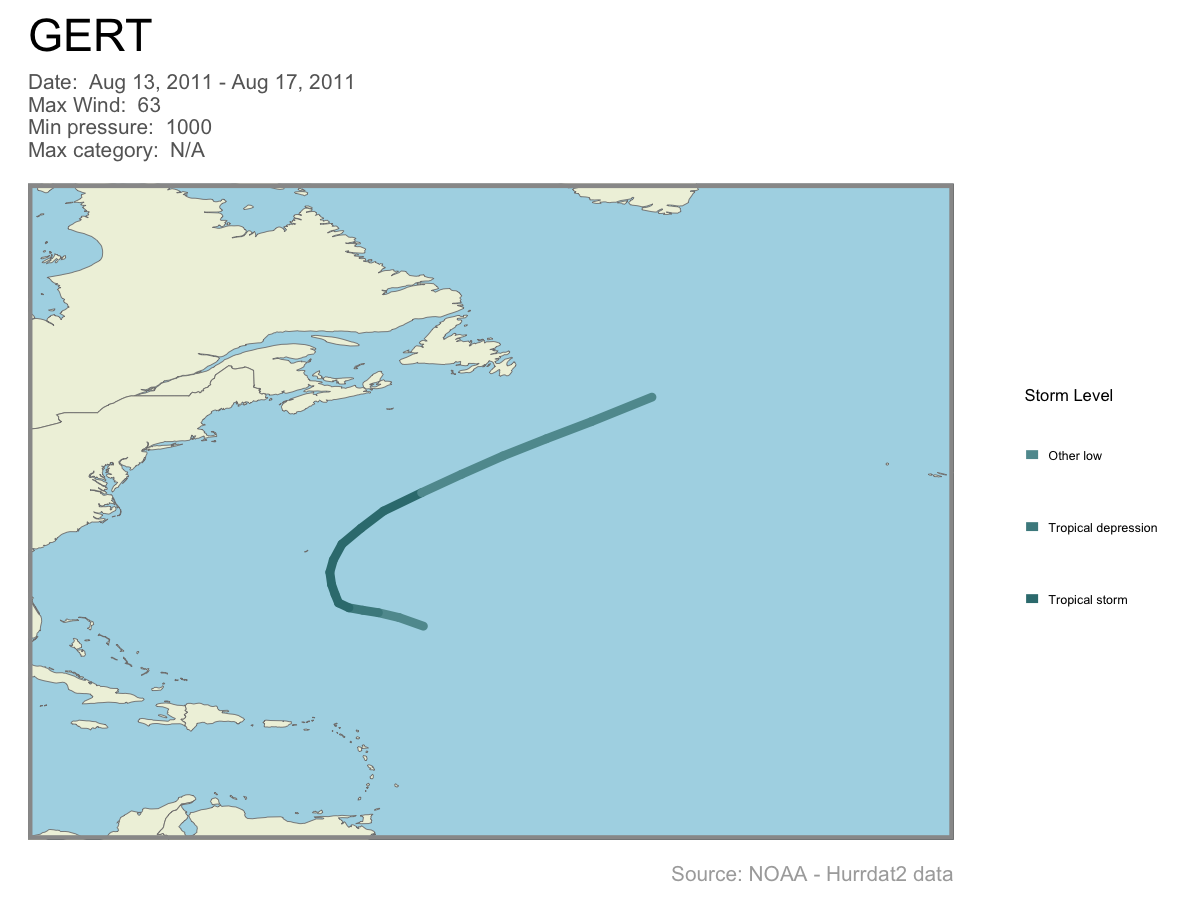 GERT
Date:  Aug 13, 2011 - Aug 17, 2011
Max Wind:  63
Min pressure:  1000
Max category:  N/A
Storm Level
Other low
Tropical depression
Tropical storm
Source: NOAA - Hurrdat2 data